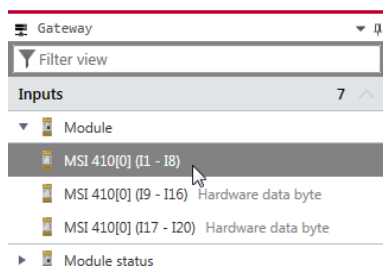 Gateway
Filter view
Inputs 7
Module
MSI 410[0] (I1 - I8)
MSI 410[0] (I9 - I16) Hardware data byte
MSI 410[0] (I17 - I20) Hardware data byte
Module status